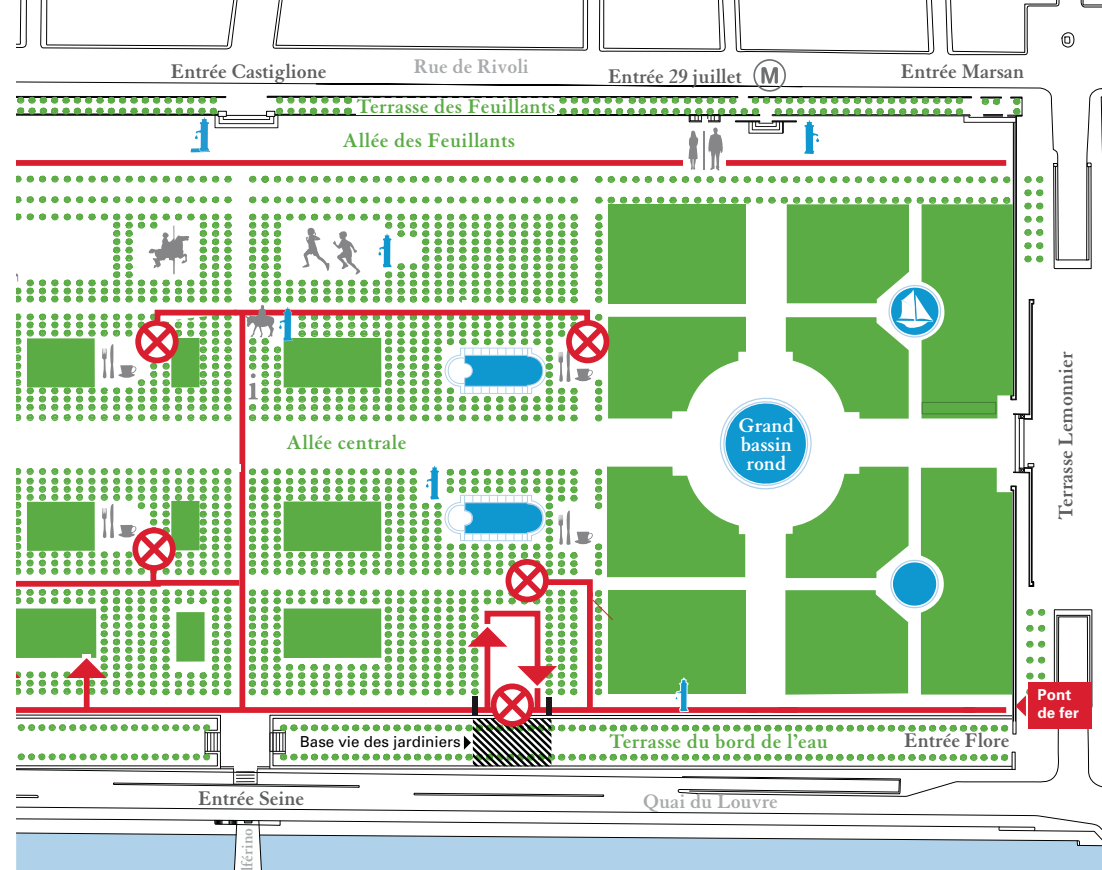 Rue de Rivoli
Entrée Castiglione
Entrée 29 juillet M
Entrée Marsan
Terrasse des Feuillants
Allée des Feuillants
i
Allée centrale
Grand
bassin
rond
Terrasse Lemonnier
Pont
de fer
Base vie des jardiniers
Terrasse du bord de l'eau
Entrée Flore
Entrée Seine
Quai du Louvre